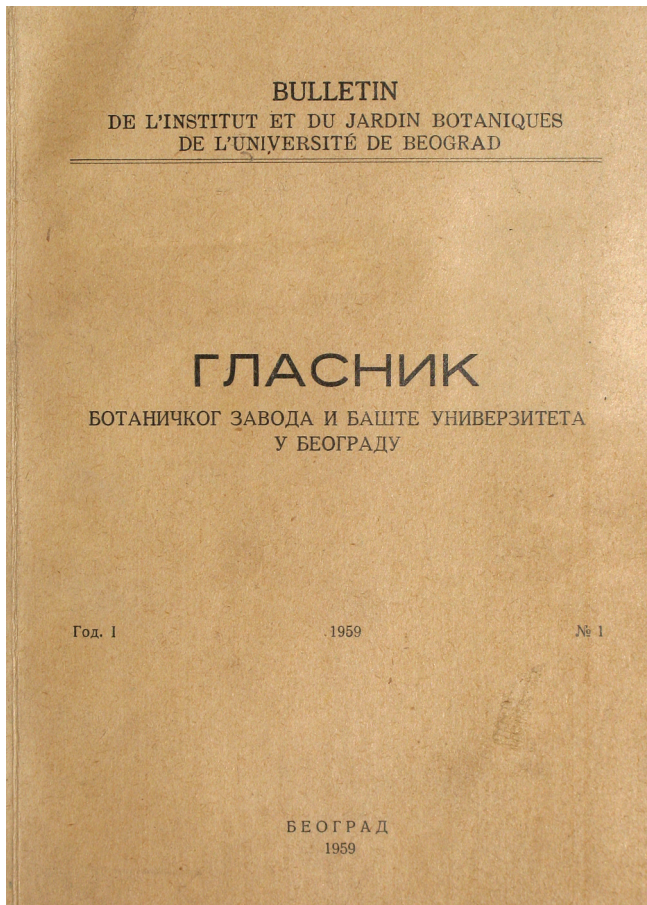 BULLETIN
DE L'INSTITUT ET DU JARDIN BOTANIQUES
DE L'UNIVERSITÉ DE BEOGRAD
ГЛАСНИК
БОТАНИЧКОГ ЗАВОДА И БАШТЕ УНИВЕРЗИТЕТА
У БЕОГРАДУ
Год. I 1959 № 1
БЕОГРАД
1959